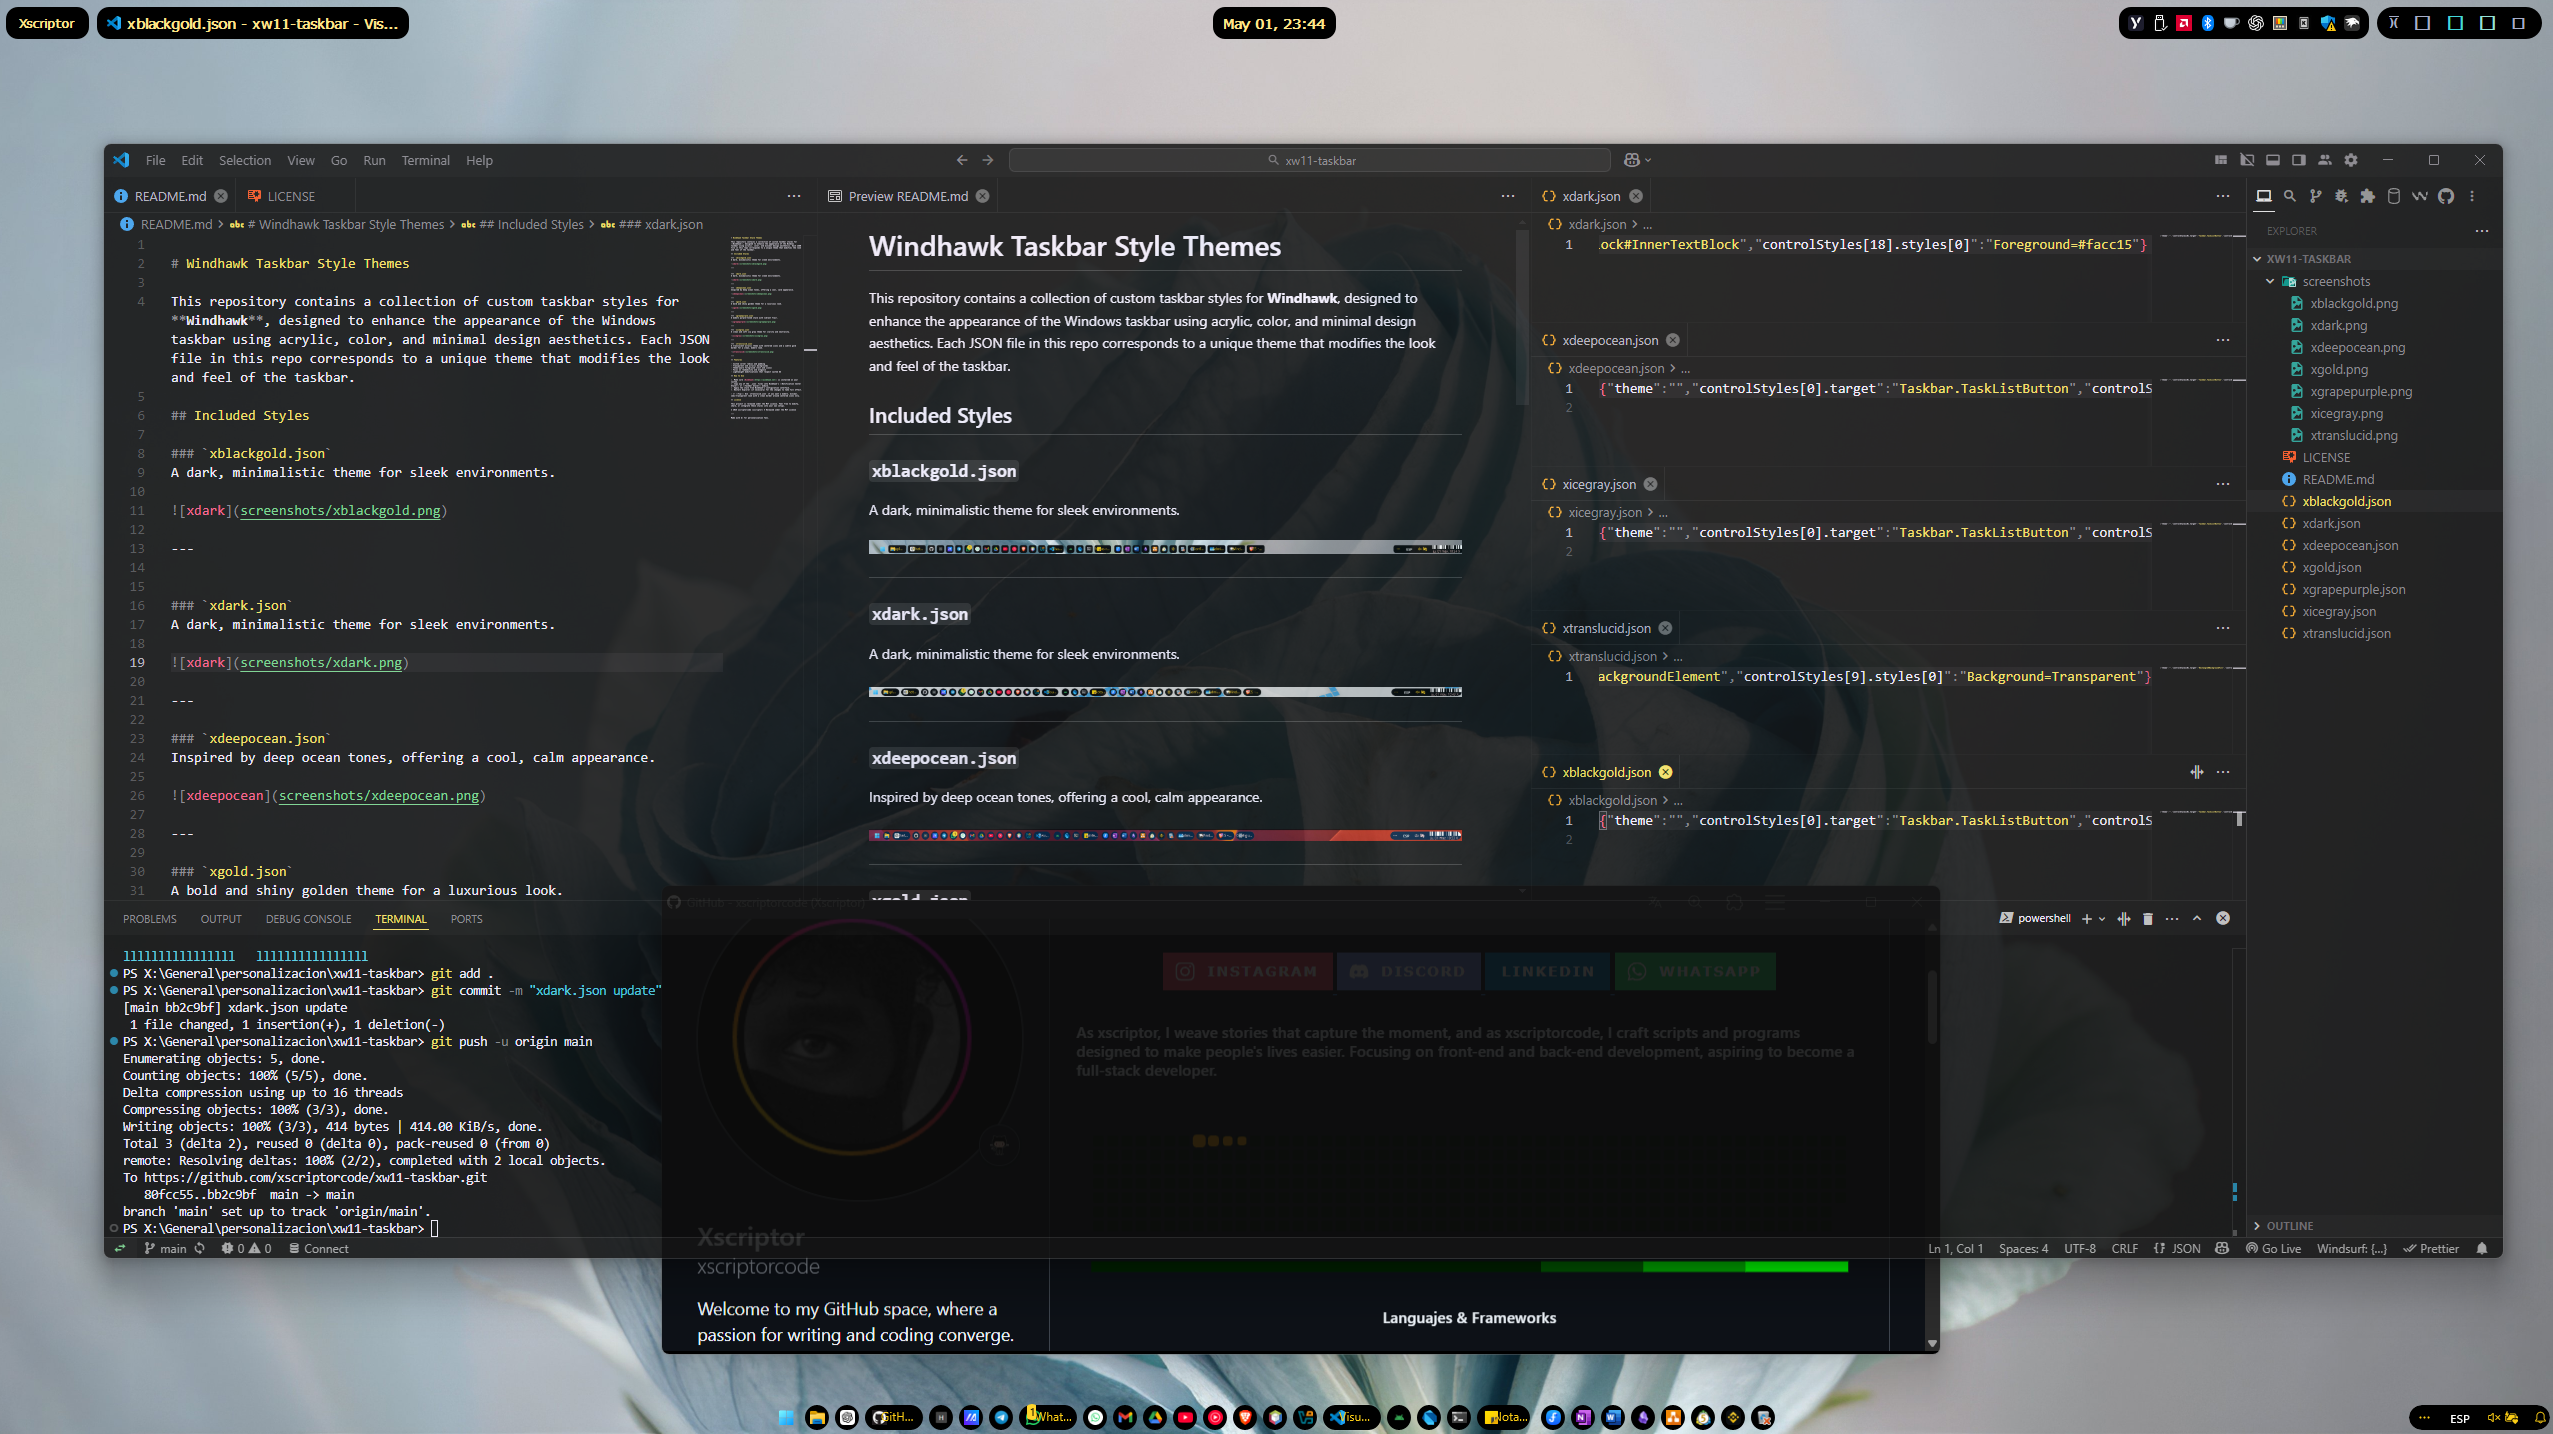 Xscriptor
xblackgold.json - xw11-taskbar - Vis...
May 01, 23:44
File Edit Selection View Go Run Terminal Help
xw11-taskbar
README.md
LICENSE
README.md > # Windhawk Taskbar Style Themes > ## Included Styles > ### xdark.json
1
2 # Windhawk Taskbar Style Themes
3
4 This repository contains a collection of custom taskbar styles for
**Windhawk**, designed to enhance the appearance of the Windows
taskbar using acrylic, color, and minimal design aesthetics. Each JSON
file in this repo corresponds to a unique theme that modifies the look
and feel of the taskbar.
5
6 ## Included Styles
7
8 ### `xblackgold.json`
9 A dark, minimalistic theme for sleek environments.
10
11 ![xdark](screenshots/xblackgold.png)
12
13 ---
14
15
16 ### `xdark.json`
17 A dark, minimalistic theme for sleek environments.
18
19 ![xdark](screenshots/xdark.png)
20
21 ---
22
23 ### `xdeepocean.json`
24 Inspired by deep ocean tones, offering a cool, calm appearance.
25
26 ![xdeepocean](screenshots/xdeepocean.png)
27
28 ---
29
30 ### `xgold.json`
31 A bold and shiny golden theme for a luxurious look.
Preview README.md
Windhawk Taskbar Style Themes
This repository contains a collection of custom taskbar styles for Windhawk, designed to
enhance the appearance of the Windows taskbar using acrylic, color, and minimal design
aesthetics. Each JSON file in this repo corresponds to a unique theme that modifies the look
and feel of the taskbar.
Included Styles
xblackgold.json
A dark, minimalistic theme for sleek environments.
xdark.json
A dark, minimalistic theme for sleek environments.
xdeepocean.json
Inspired by deep ocean tones, offering a cool, calm appearance.
xgold.json
xdark.json
xdark.json > ...
1 ock#InnerTextBlock","controlStyles[18].styles[0]":"Foreground=#facc15"}
xdeepocean.json
xdeepocean.json > ...
1 {"theme":"","controlStyles[0].target":"Taskbar.TaskListButton","controlS
2
xicegray.json
xicegray.json > ...
1 {"theme":"","controlStyles[0].target":"Taskbar.TaskListButton","controlS
2
xtranslucid.json
xtranslucid.json > ...
1 ackgroundElement","controlStyles[9].styles[0]":"Background=Transparent"}
xblackgold.json
xblackgold.json > ...
1 {"theme":"","controlStyles[0].target":"Taskbar.TaskListButton","controlS
2
EXPLORER
XW11-TASKBAR
screenshots
xblackgold.png
xdark.png
xdeepocean.png
xgold.png
xgrapepurple.png
xicegray.png
xtranslucid.png
LICENSE
README.md
xblackgold.json
xdark.json
xdeepocean.json
xgold.json
xgrapepurple.json
xicegray.json
xtranslucid.json
OUTLINE
PROBLEMS OUTPUT DEBUG CONSOLE TERMINAL PORTS
powershell
llllllllllllllll   llllllllllllllll
PS X:\General\personalizacion\xw11-taskbar> git add .
PS X:\General\personalizacion\xw11-taskbar> git commit -m "xdark.json update"
[main bb2c9bf] xdark.json update
1 file changed, 1 insertion(+), 1 deletion(-)
PS X:\General\personalizacion\xw11-taskbar> git push -u origin main
Enumerating objects: 5, done.
Counting objects: 100% (5/5), done.
Delta compression using up to 16 threads
Compressing objects: 100% (3/3), done.
Writing objects: 100% (3/3), 414 bytes | 414.00 KiB/s, done.
Total 3 (delta 2), reused 0 (delta 0), pack-reused 0 (from 0)
remote: Resolving deltas: 100% (2/2), completed with 2 local objects.
To https://github.com/xscriptorcode/xw11-taskbar.git
80fcc55..bb2c9bf  main -> main
branch 'main' set up to track 'origin/main'.
PS X:\General\personalizacion\xw11-taskbar>
main 0 0 Connect
Ln 1, Col 1 Spaces: 4 UTF-8 CRLF JSON Go Live Windsurf: {...} Prettier
GitHub - xscriptorcode (Xscriptor)
INSTAGRAM DISCORD LINKEDIN WHATSAPP
As xscriptor, I weave stories that capture the moment, and as xscriptorcode, I craft scripts and programs
designed to make people's lives easier. Focusing on front-end and back-end development, aspiring to become a
full-stack developer.
Xscriptor
xscriptorcode
Welcome to my GitHub space, where a
passion for writing and coding converge.
Languajes & Frameworks
GitH... 1 What... Visu... Nota...
ESP